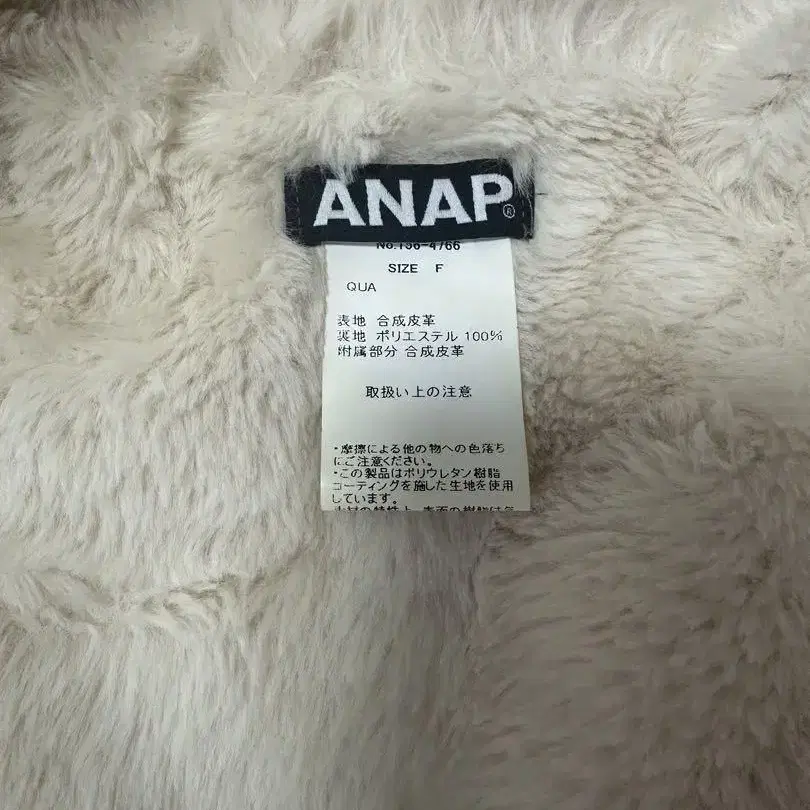 ANAP®
No.136-4766
SIZE F
QUA
表地 合成皮革
裏地 ポリエステル 100%
附属部分 合成皮革
取扱い上の注意
・摩擦による他の物への色落ち
にご注意ください。
・この製品はポリウレタン樹脂
コーティングを施した生地を使用
しています。